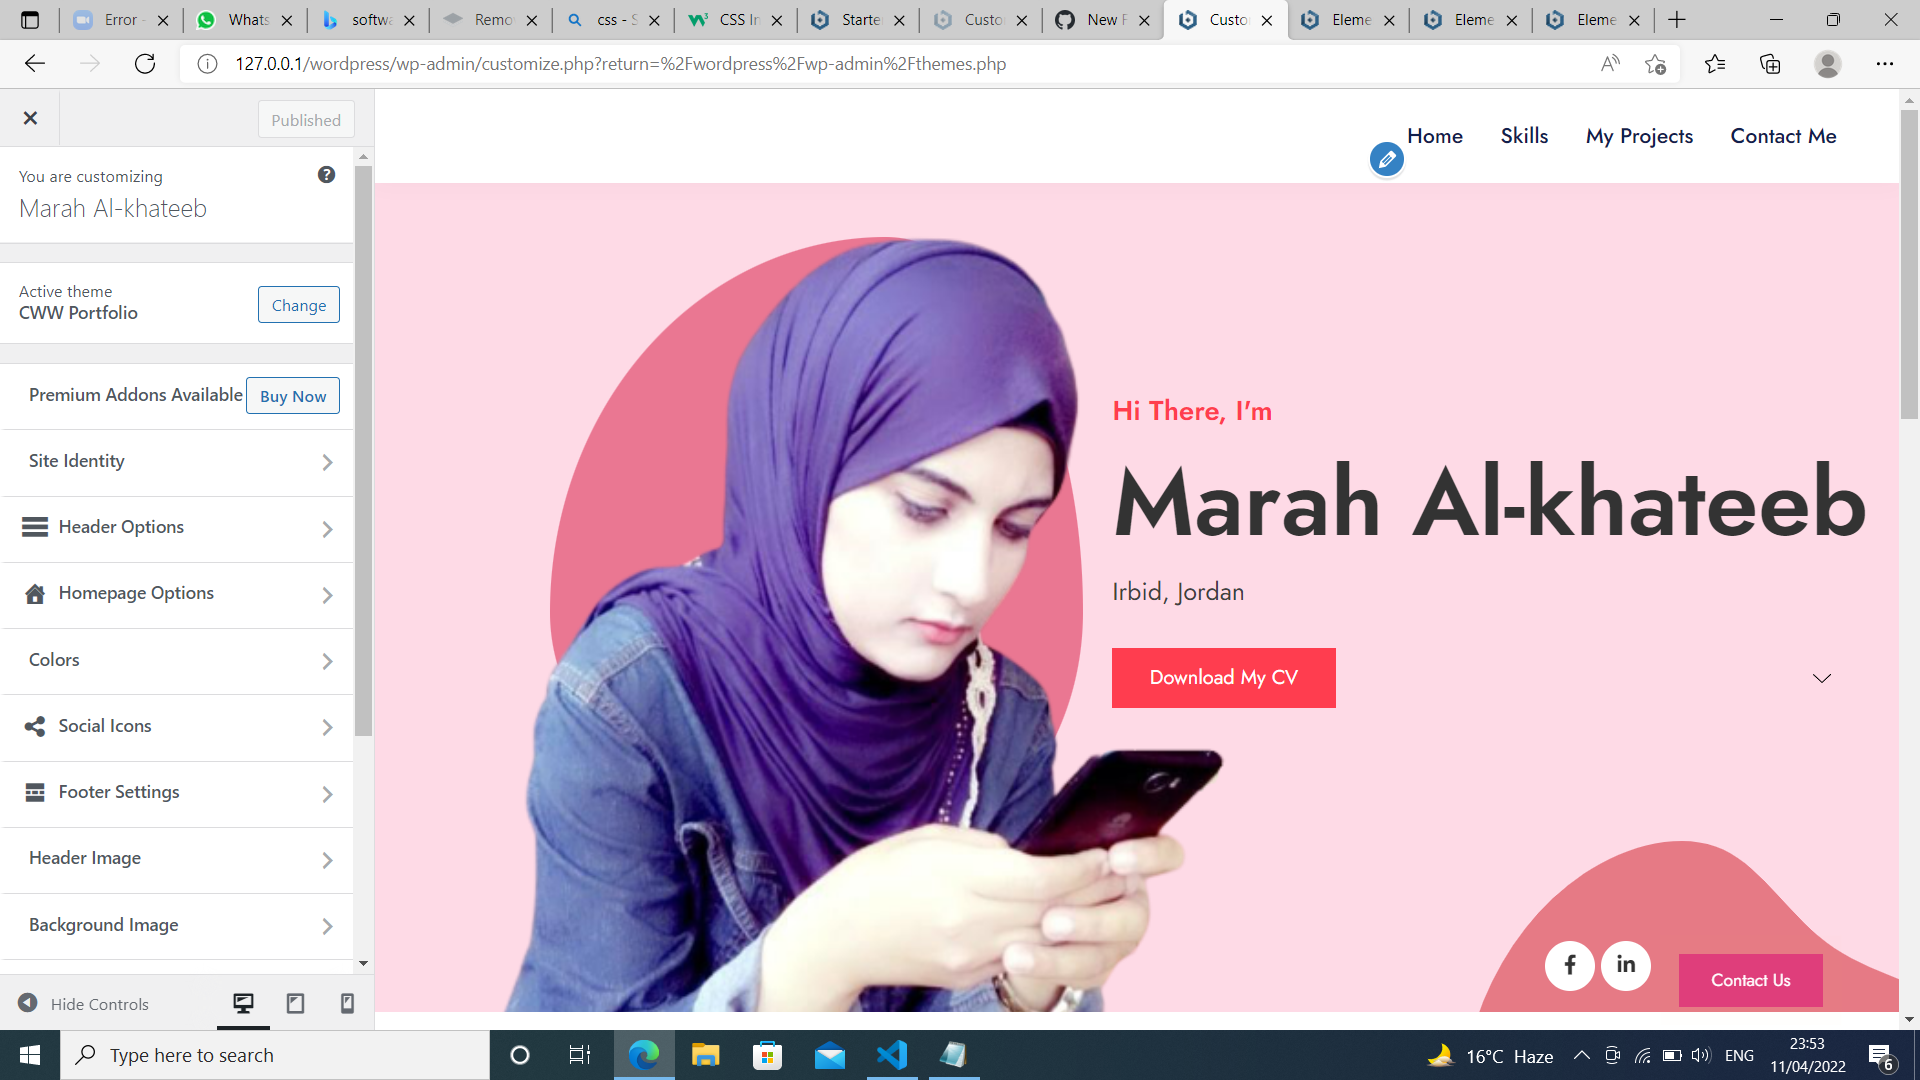 Error -
Whats
softwa
Remo
css - S
CSS In
Starte
Custo
New F
Custo
Eleme
Eleme
Eleme
127.0.0.1/wordpress/wp-admin/customize.php?return=%2Fwordpress%2Fwp-admin%2Fthemes.php
Published
You are customizing
Marah Al-khateeb
Active theme
CWW Portfolio
Change
Premium Addons Available
Buy Now
Site Identity
Header Options
Homepage Options
Colors
Social Icons
Footer Settings
Header Image
Background Image
Hide Controls
Home
Skills
My Projects
Contact Me
Hi There, I'm
Marah Al-khateeb
Irbid, Jordan
Download My CV
Contact Us
Type here to search
16°C Haze
ENG
23:53
11/04/2022
6